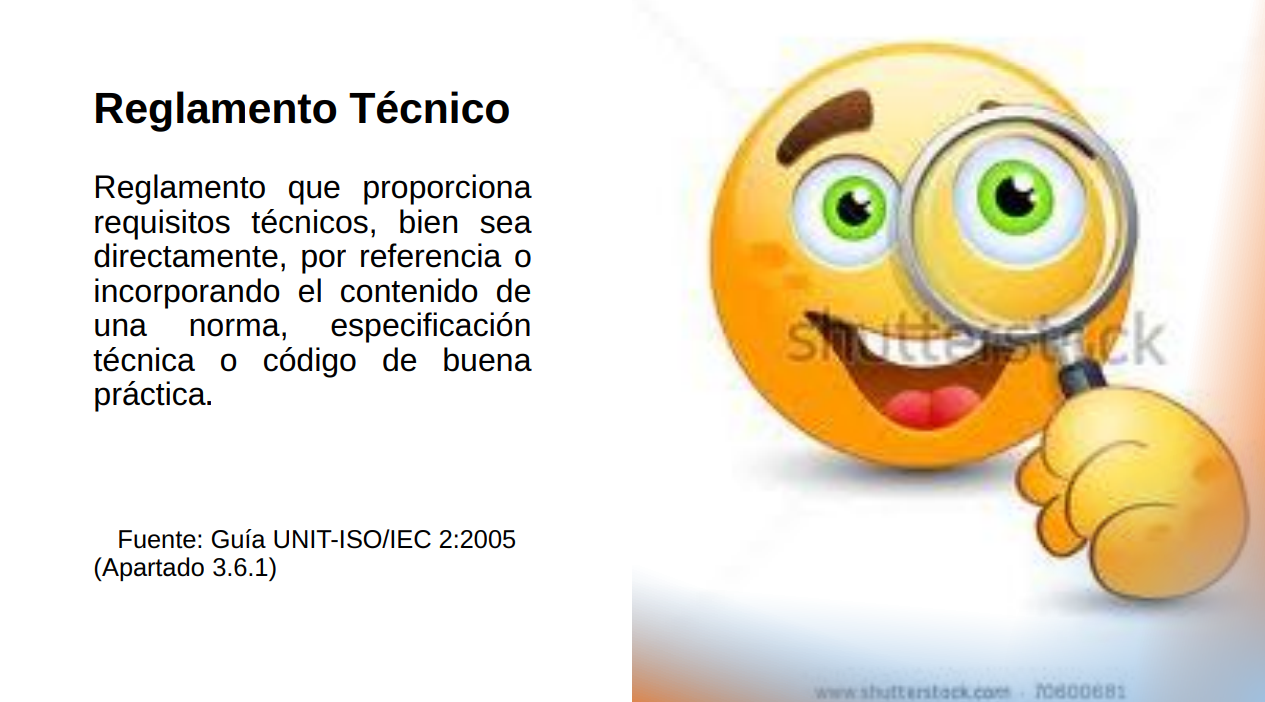 Reglamento Técnico
Reglamento que proporciona
requisitos técnicos, bien sea
directamente, por referencia o
incorporando el contenido de
una norma, especificación
técnica o código de buena
práctica.
Fuente: Guía UNIT-ISO/IEC 2:2005
(Apartado 3.6.1)
shutterstock
www.shutterstock.com · 70600681